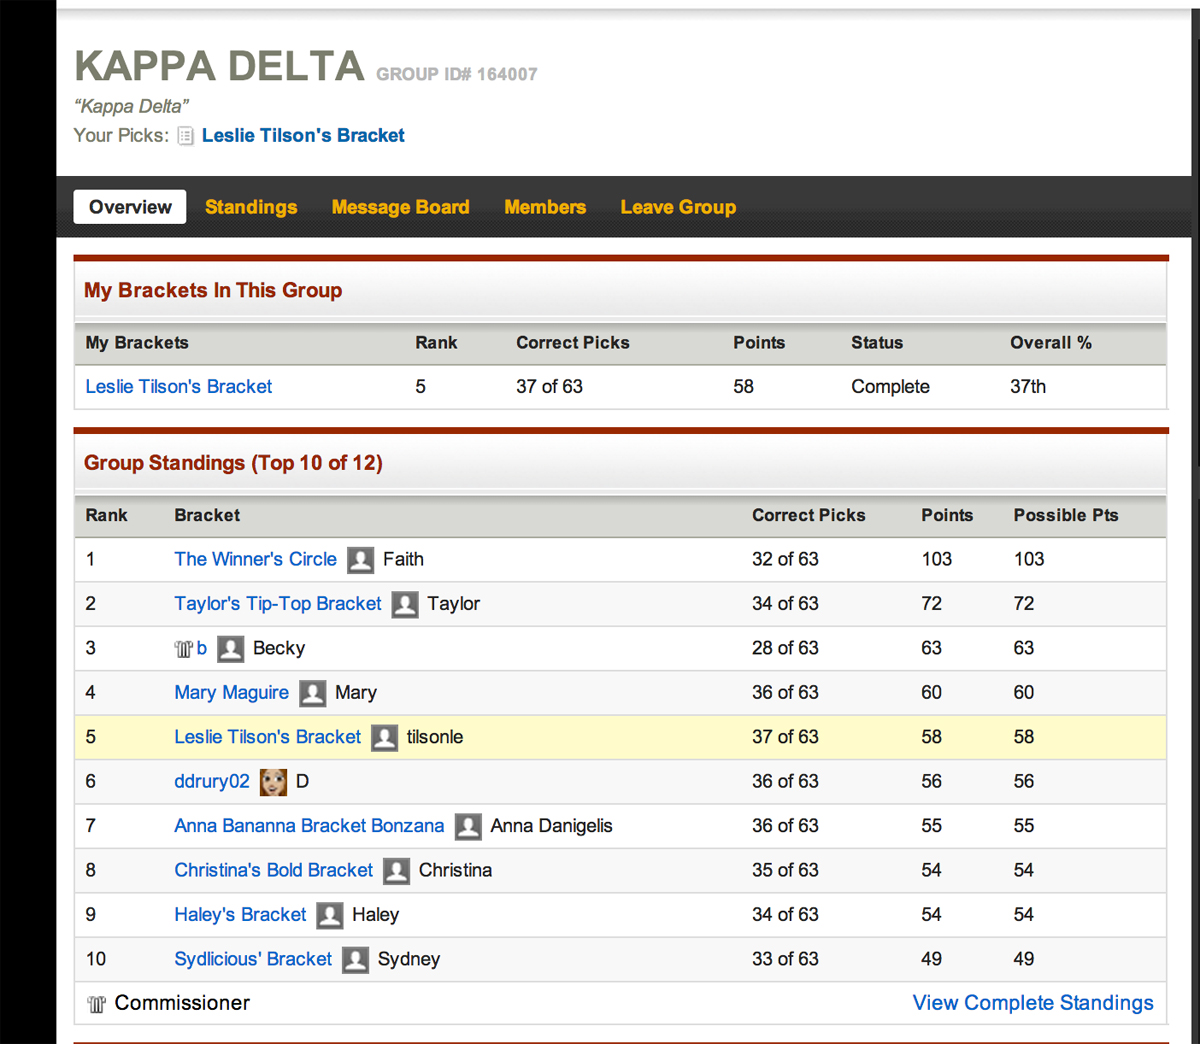 KAPPA DELTA GROUP ID# 164007
“Kappa Delta”
Your Picks: Leslie Tilson's Bracket
Overview Standings Message Board Members Leave Group
My Brackets In This Group
My Brackets Rank Correct Picks Points Status Overall %
Leslie Tilson's Bracket 5 37 of 63 58 Complete 37th
Group Standings (Top 10 of 12)
Rank Bracket Correct Picks Points Possible Pts
1 The Winner's Circle Faith 32 of 63 103 103
2 Taylor's Tip-Top Bracket Taylor 34 of 63 72 72
3 b Becky 28 of 63 63 63
4 Mary Maguire Mary 36 of 63 60 60
5 Leslie Tilson's Bracket tilsonle 37 of 63 58 58
6 ddrury02 D 36 of 63 56 56
7 Anna Bananna Bracket Bonzana Anna Danigelis 36 of 63 55 55
8 Christina's Bold Bracket Christina 35 of 63 54 54
9 Haley's Bracket Haley 34 of 63 54 54
10 Sydlicious' Bracket Sydney 33 of 63 49 49
Commissioner View Complete Standings